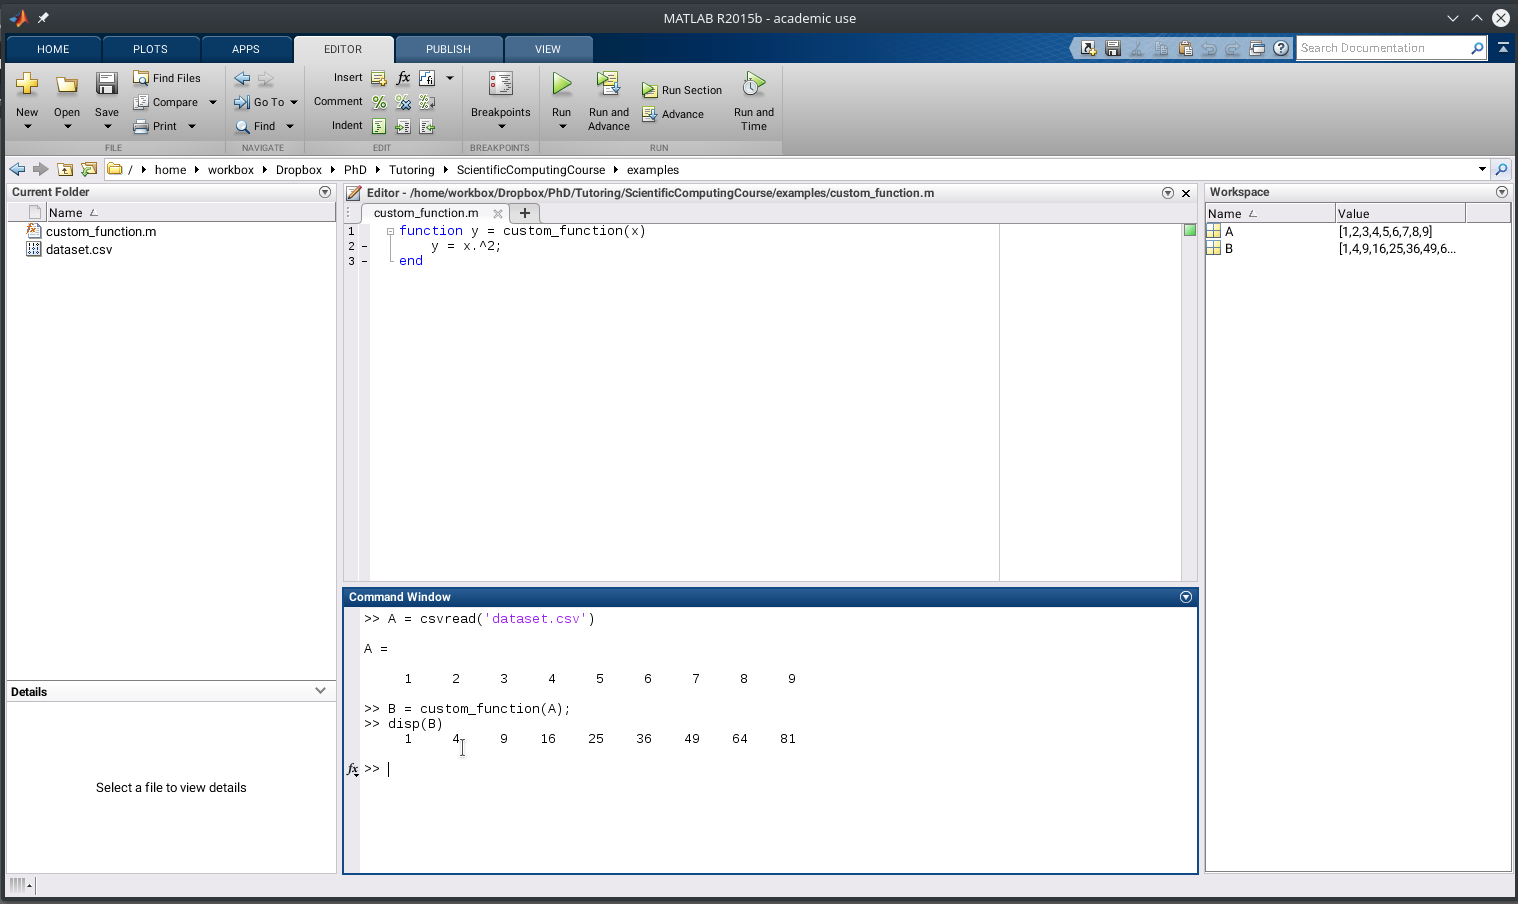 MATLAB R2015b - academic use
HOME PLOTS APPS EDITOR PUBLISH VIEW
Search Documentation
New
Open
Save
Find Files
Compare
Print
FILE
Go To
Find
NAVIGATE
Insert fx
Comment
Indent
EDIT
Breakpoints
BREAKPOINTS
Run
Run and
Advance
Run Section
Advance
Run and
Time
RUN
/ home workbox Dropbox PhD Tutoring ScientificComputingCourse examples
Current Folder
Name
custom_function.m
dataset.csv
Details
Select a file to view details
Editor - /home/workbox/Dropbox/PhD/Tutoring/ScientificComputingCourse/examples/custom_function.m
custom_function.m
1 function y = custom_function(x)
2 - y = x.^2;
3 - end
Command Window
>> A = csvread('dataset.csv')
A =
1 2 3 4 5 6 7 8 9
>> B = custom_function(A);
>> disp(B)
1 4 9 16 25 36 49 64 81
fx >>
Workspace
Name Value
A [1,2,3,4,5,6,7,8,9]
B [1,4,9,16,25,36,49,6...